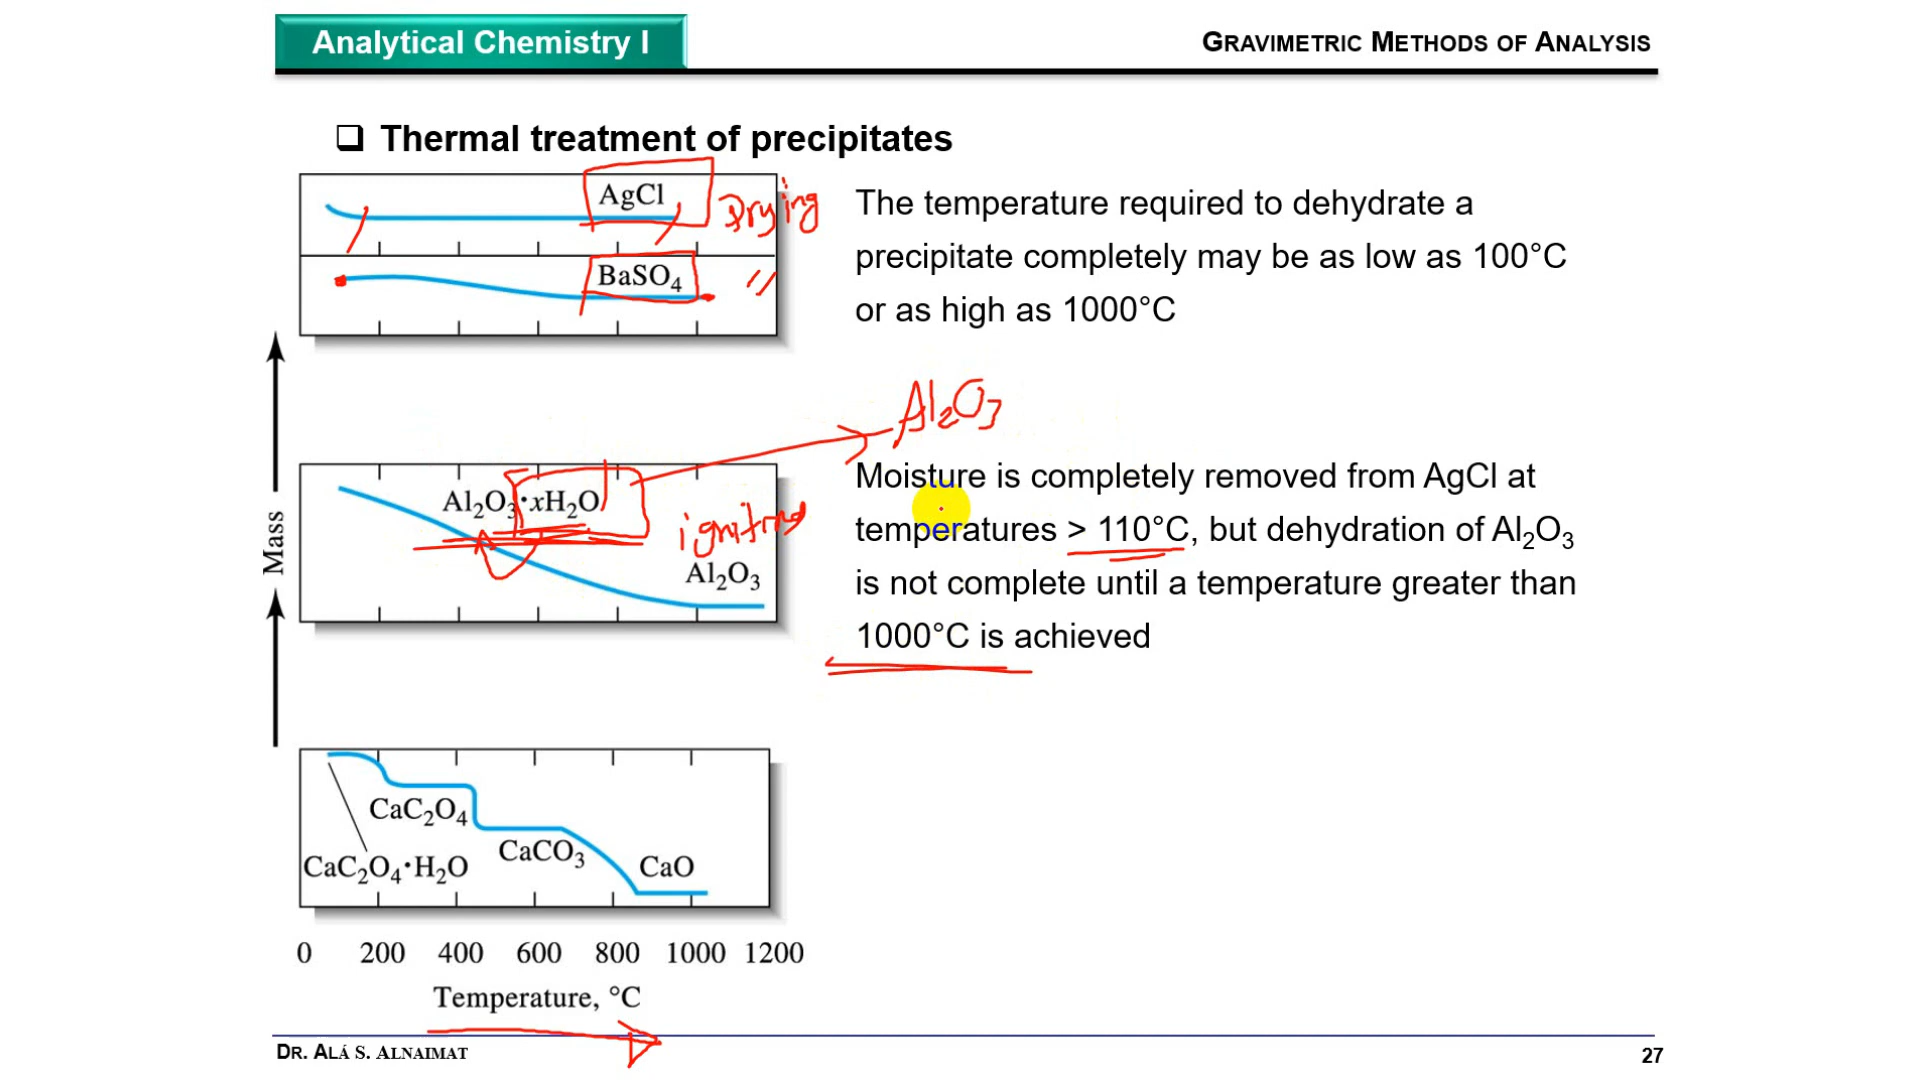 Analytical Chemistry I
GRAVIMETRIC METHODS OF ANALYSIS
Thermal treatment of precipitates
AgCl
Drying
BaSO₄
"
The temperature required to dehydrate a
precipitate completely may be as low as 100°C
or as high as 1000°C
Al₂O₃
Al₂O₃·xH₂O
igniting
Al₂O₃
Mass
Moisture is completely removed from AgCl at
temperatures > 110°C, but dehydration of Al₂O₃
is not complete until a temperature greater than
1000°C is achieved
CaC₂O₄
CaCO₃
CaC₂O₄·H₂O
CaO
0 200 400 600 800 1000 1200
Temperature, °C
DR. ALÁ S. ALNAIMAT
27